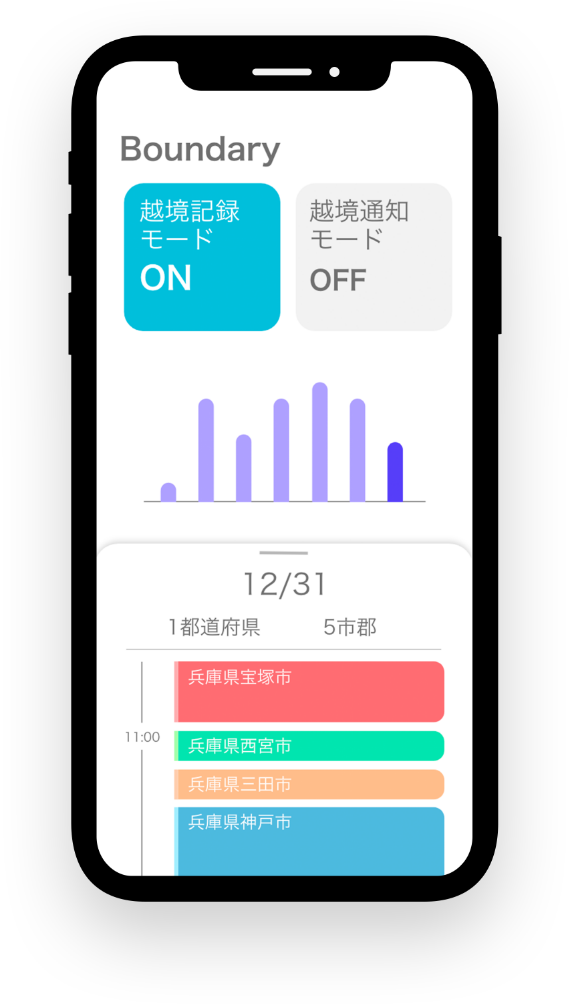 Boundary
越境記録
モード
ON
越境通知
モード
OFF
12/31
1都道府県 5市郡
兵庫県宝塚市
11:00
兵庫県西宮市
兵庫県三田市
兵庫県神戸市